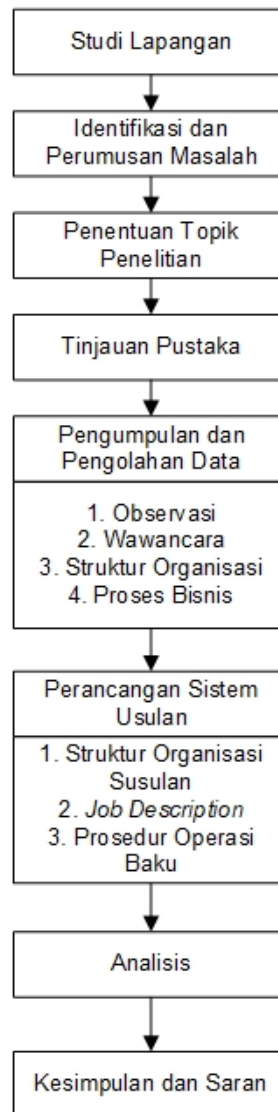 Studi Lapangan
Identifikasi dan
Perumusan Masalah
Penentuan Topik
Penelitian
Tinjauan Pustaka
Pengumpulan dan
Pengolahan Data
1. Observasi
2. Wawancara
3. Struktur Organisasi
4. Proses Bisnis
Perancangan Sistem
Usulan
1. Struktur Organisasi
Susulan
2. Job Description
3. Prosedur Operasi
Baku
Analisis
Kesimpulan dan Saran